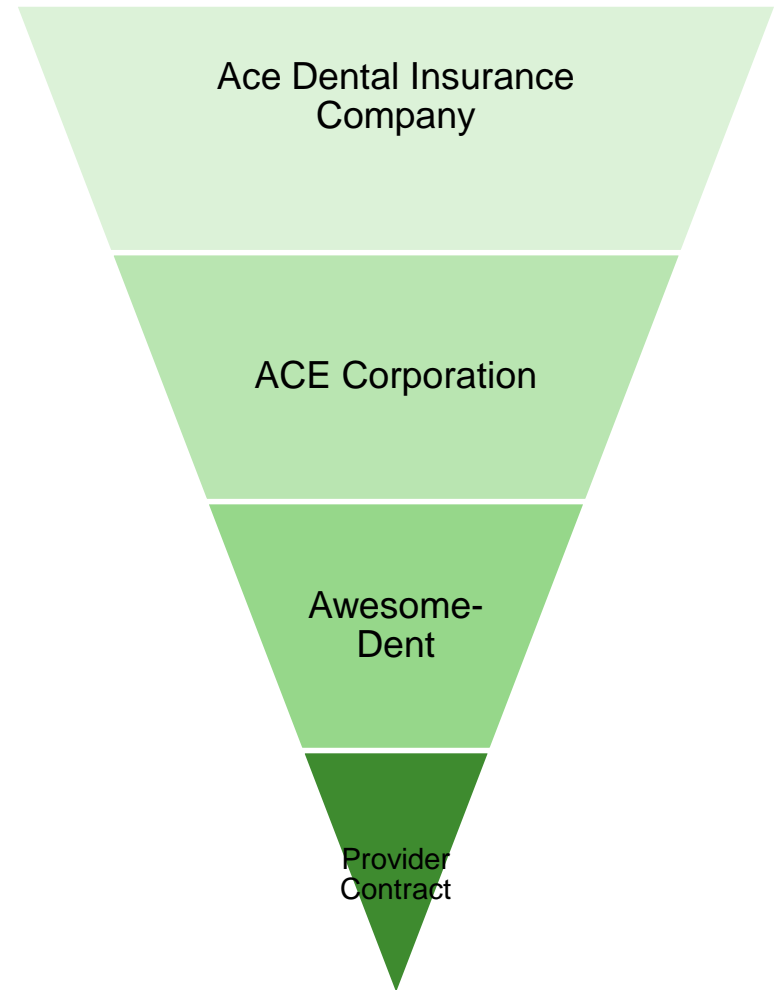 Ace Dental Insurance
Company
ACE Corporation
Awesome-
Dent
Provider
Contract